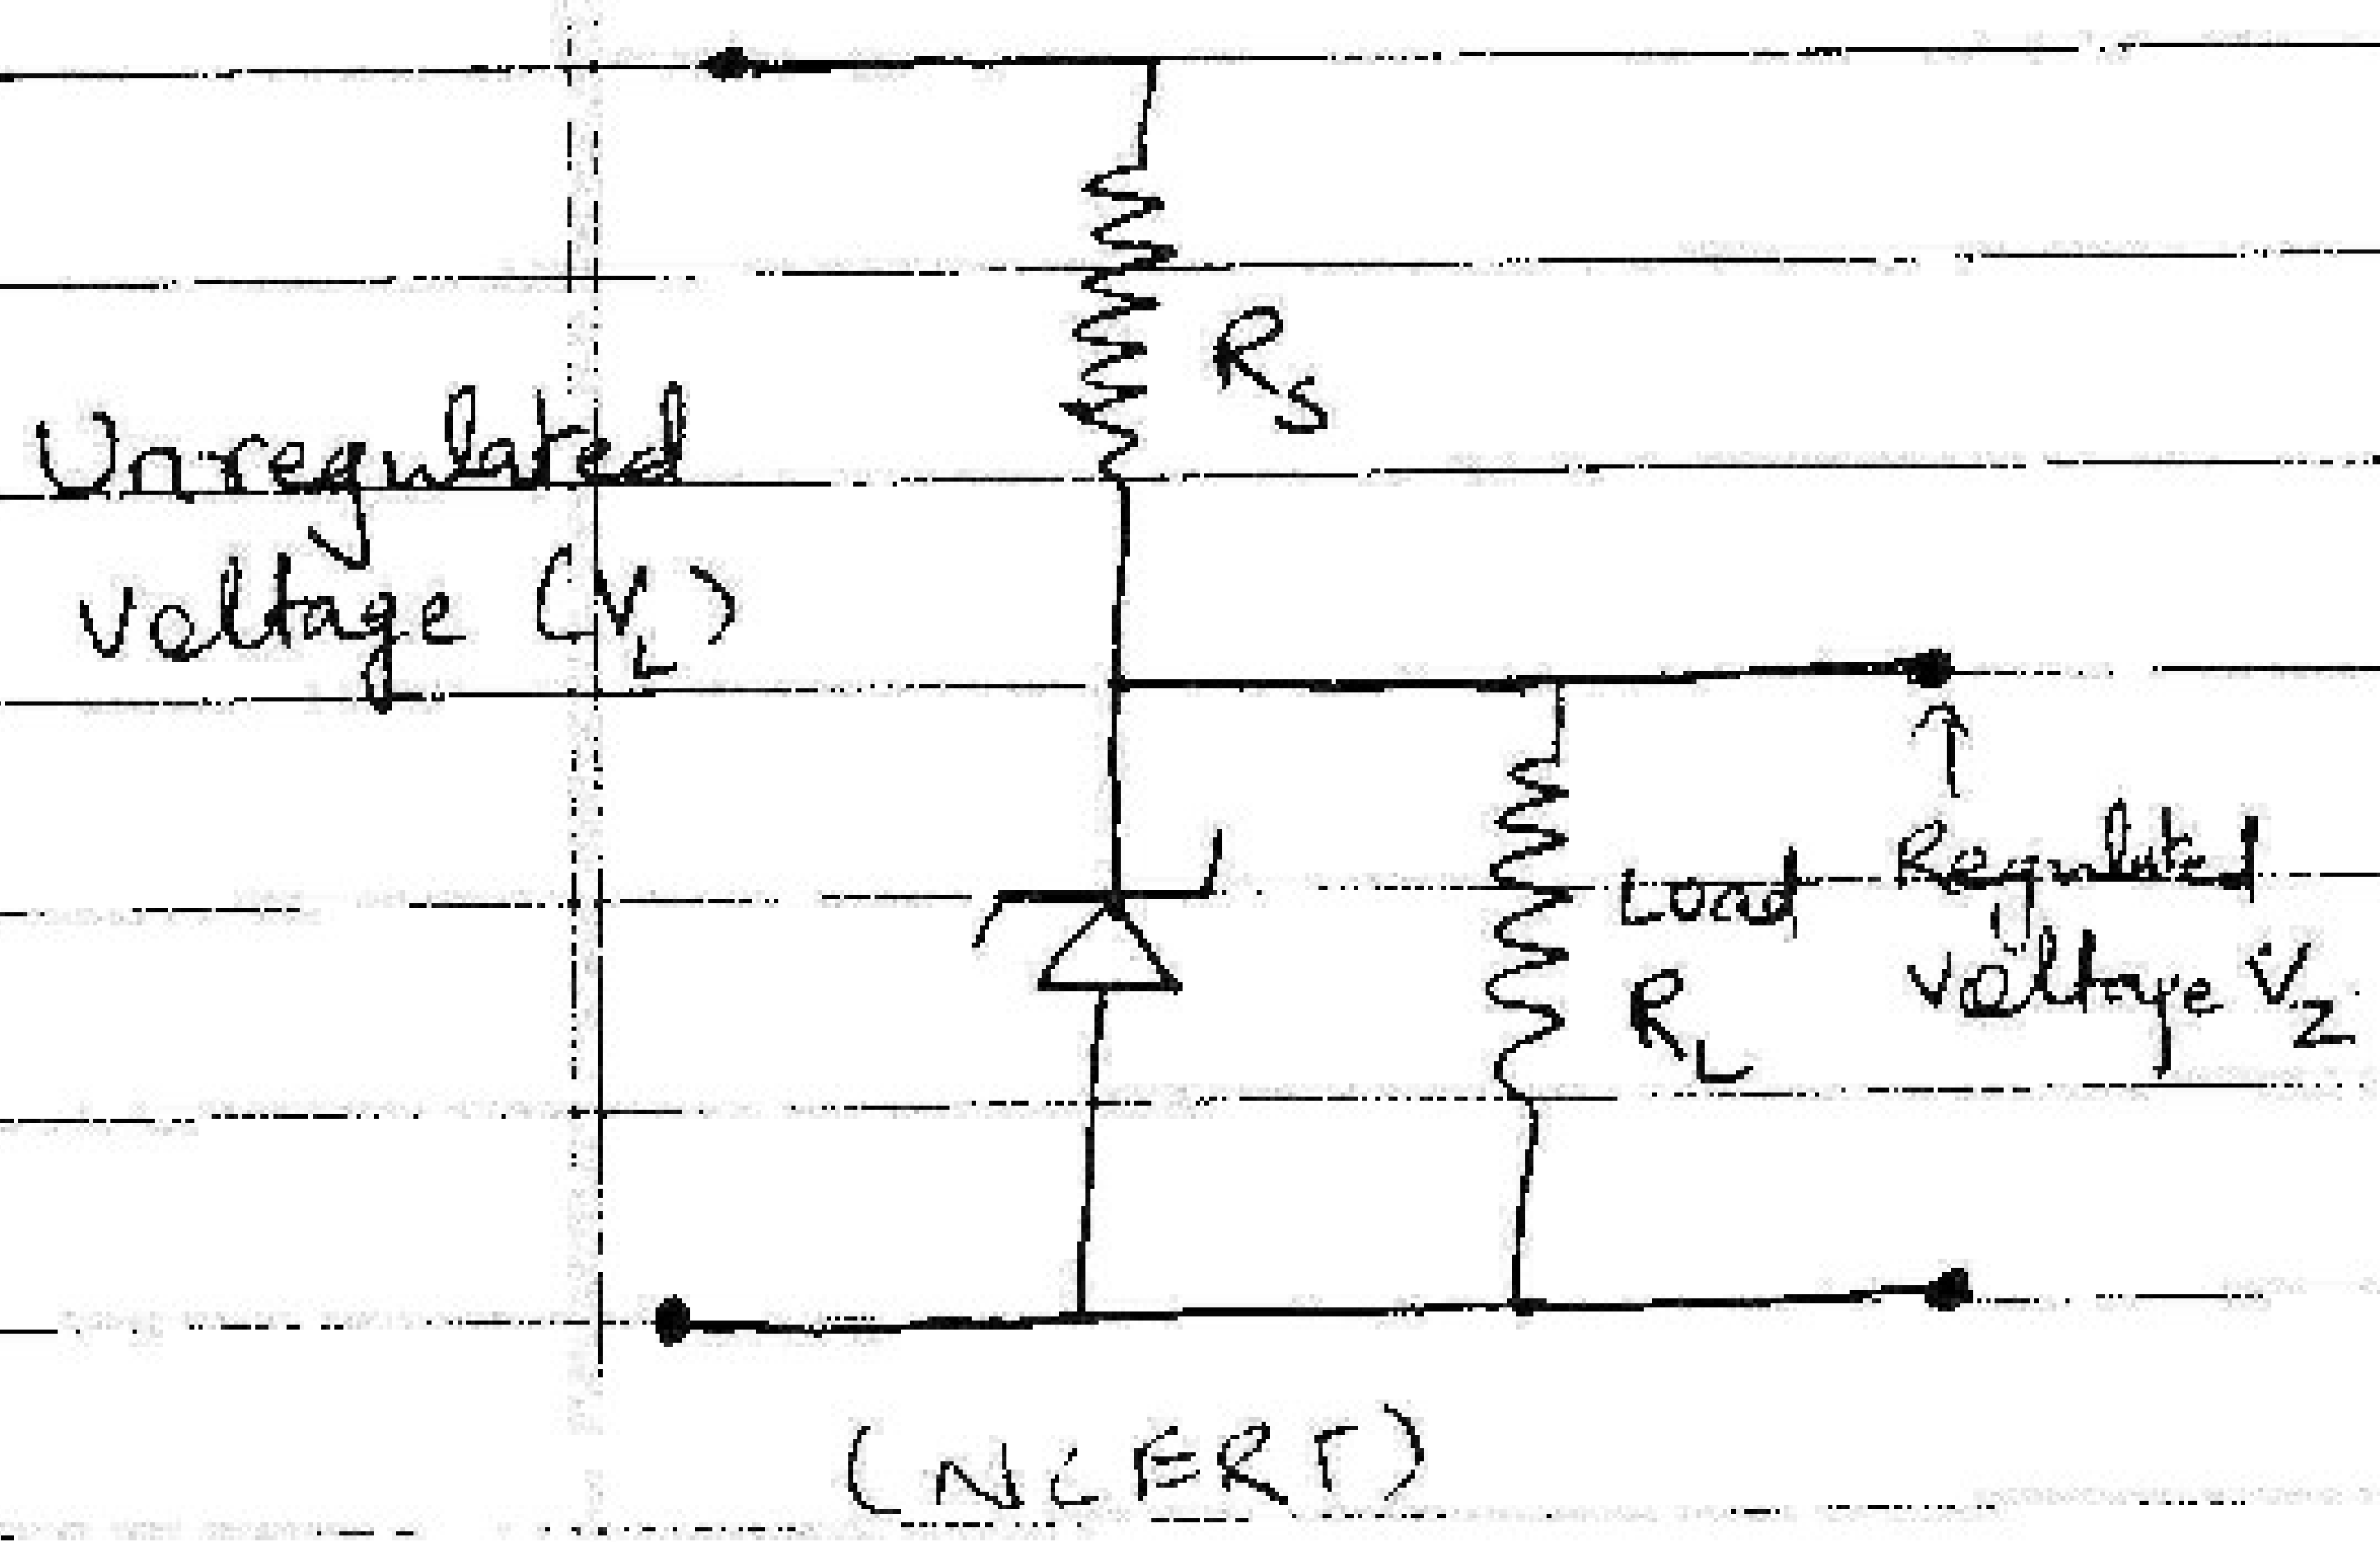 Rs
Unregulated
voltage (VL)
Load
RL
Regulated
voltage Vz
(NCERT)